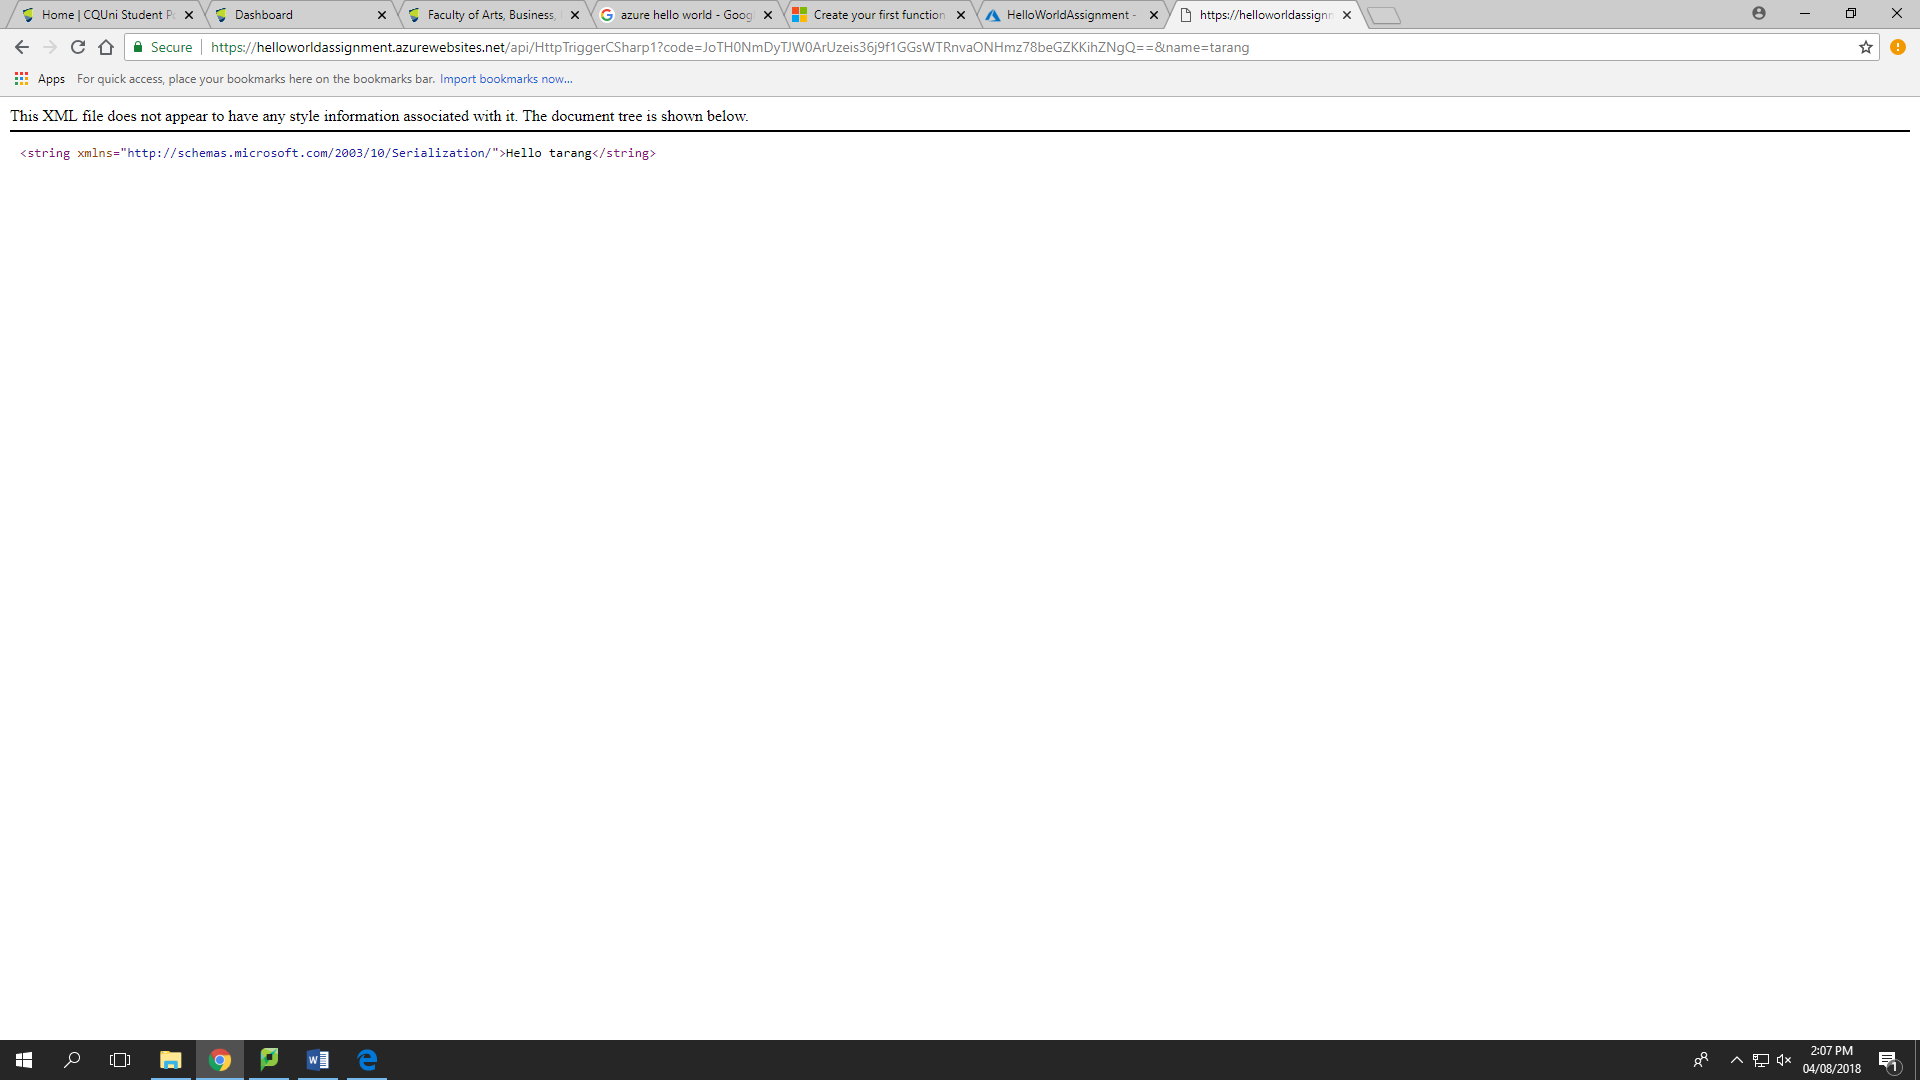 Home | CQUni Student Po
Dashboard
Faculty of Arts, Business,
azure hello world - Goog
Create your first function
HelloWorldAssignment -
https://helloworldassignm
Secure
https://helloworldassignment.azurewebsites.net/api/HttpTriggerCSharp1?code=JoTH0NmDyTJW0ArUzeis36j9f1GGsWTRnvaONHmz78beGZKKihZNgQ==&name=tarang
Apps
For quick access, place your bookmarks here on the bookmarks bar. Import bookmarks now...
This XML file does not appear to have any style information associated with it. The document tree is shown below.
<string xmlns="http://schemas.microsoft.com/2003/10/Serialization/">Hello tarang</string>
2:07 PM
04/08/2018
1